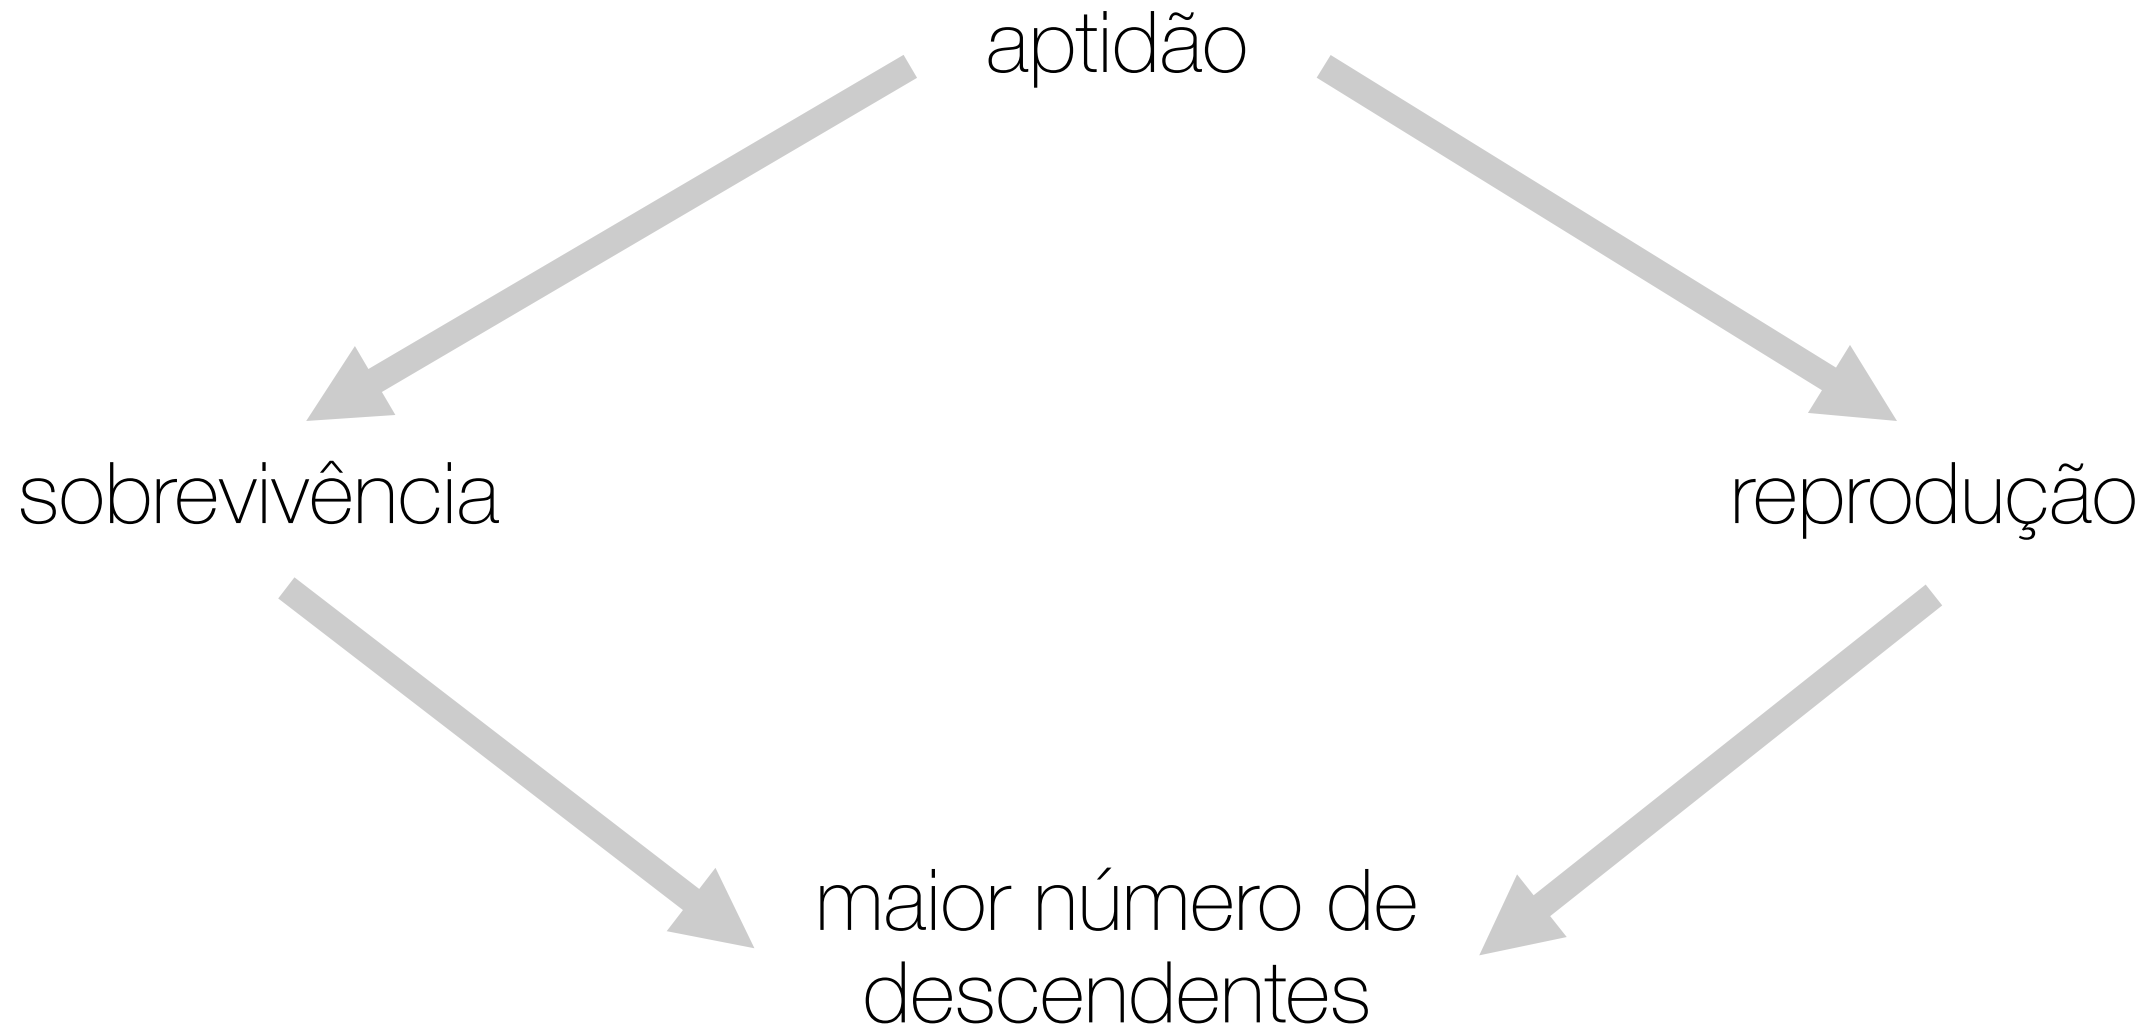 aptidão
sobrevivência
reprodução
maior número de
descendentes